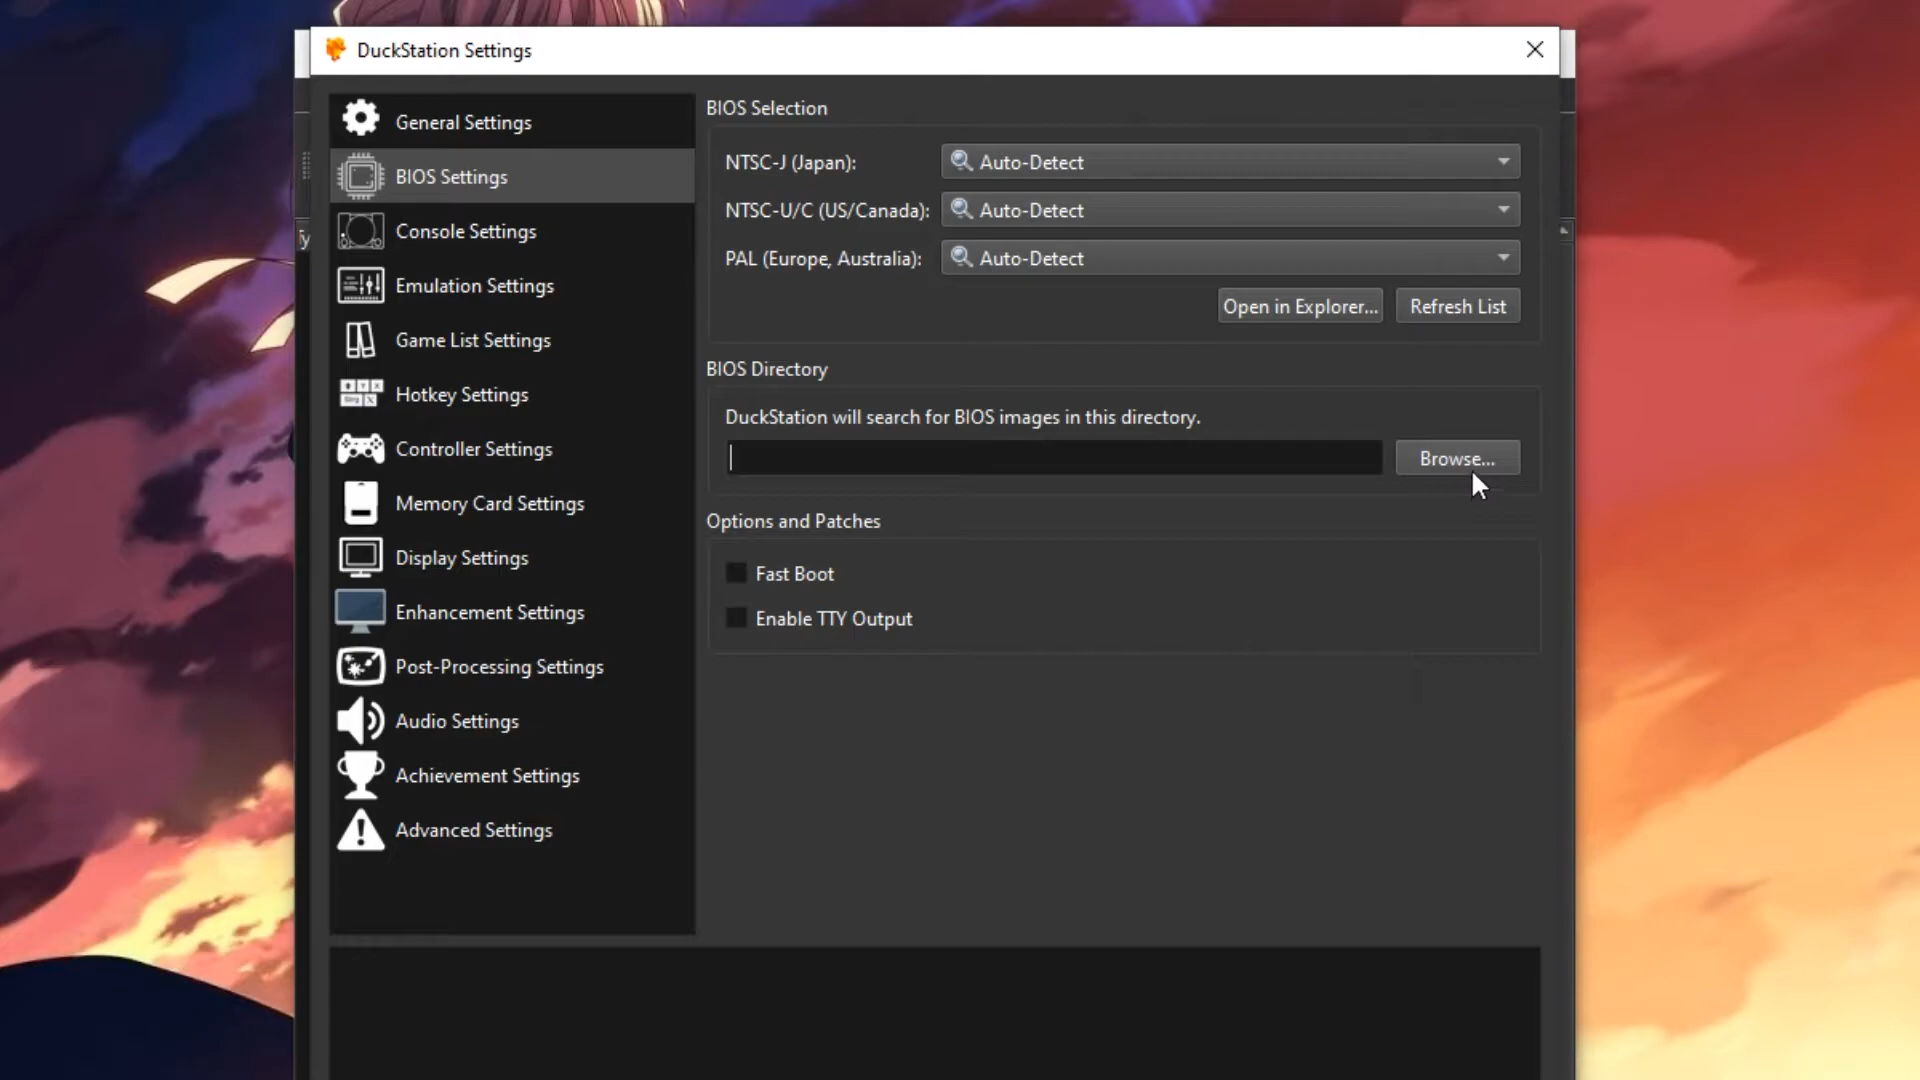 DuckStation Settings
General Settings
BIOS Settings
Console Settings
Emulation Settings
Game List Settings
Hotkey Settings
Controller Settings
Memory Card Settings
Display Settings
Enhancement Settings
Post-Processing Settings
Audio Settings
Achievement Settings
Advanced Settings
BIOS Selection
NTSC-J (Japan): Auto-Detect
NTSC-U/C (US/Canada): Auto-Detect
PAL (Europe, Australia): Auto-Detect
Open in Explorer... Refresh List
BIOS Directory
DuckStation will search for BIOS images in this directory.
Browse...
Options and Patches
Fast Boot
Enable TTY Output